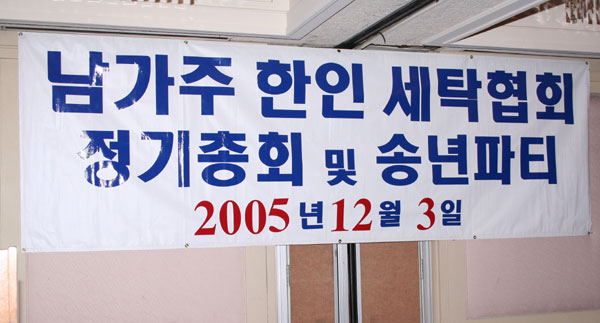 남가주 한인 세탁협회
정기총회 및 송년파티
2005년 12월 3일